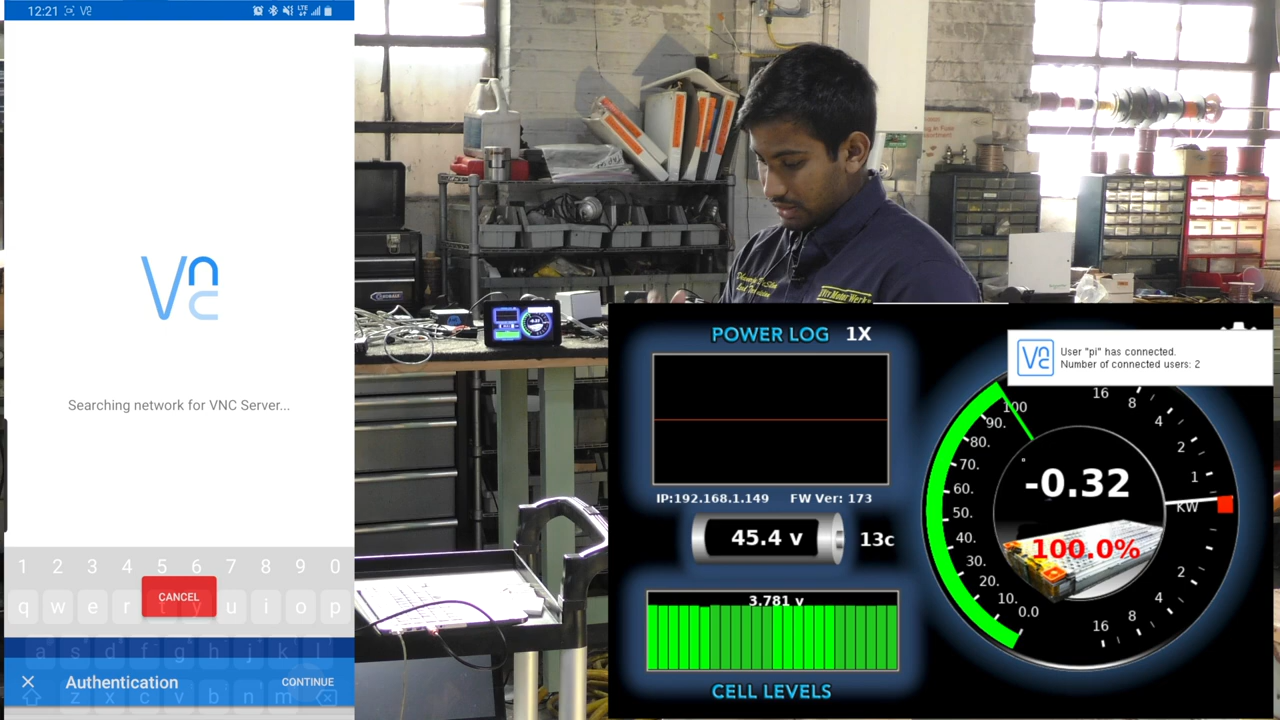 12:21
LTE
VNC
Searching network for VNC Server...
1 2 3 4 5 6 7 8 9 0
q w e r t y u i o p
CANCEL
a s d f g h j k l
Authentication
CONTINUE
z x c v b n m
POWER LOG 1X
IP:192.168.1.149 FW Ver: 173
45.4 v
13c
3.781 v
CELL LEVELS
User "pi" has connected.
Number of connected users: 2
100
90.
80.
70.
60.
50.
40.
30.
20.
10.
0.0
16
8
4
2
1
KW
2
4
8
16
-0.32
100.0%